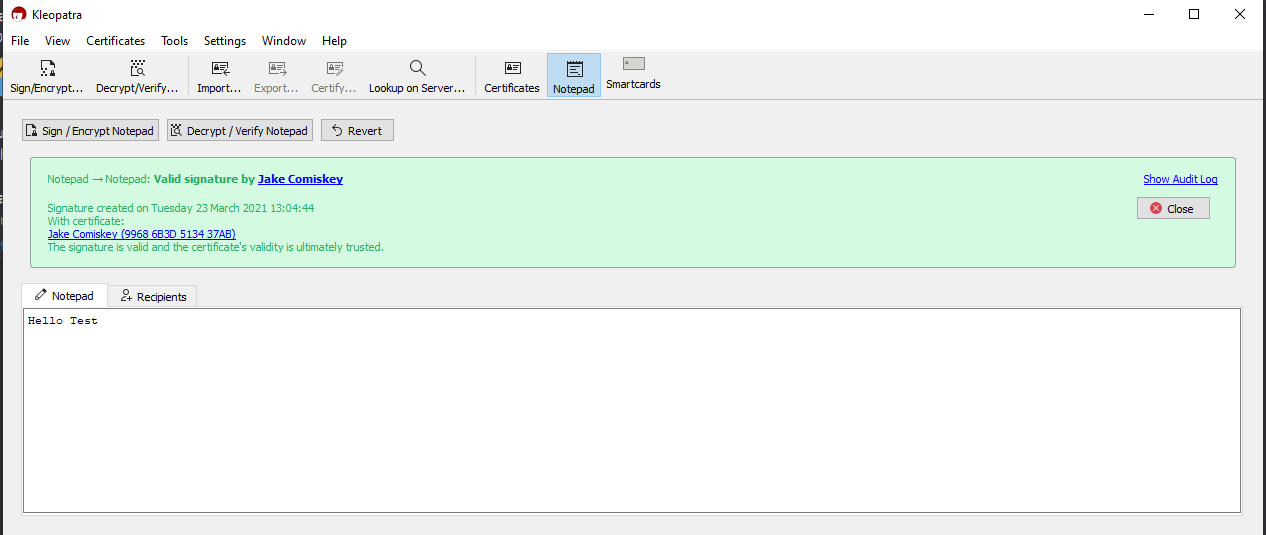 Kleopatra
File View Certificates Tools Settings Window Help
Sign/Encrypt... Decrypt/Verify... Import... Export... Certify... Lookup on Server... Certificates Notepad Smartcards
Sign / Encrypt Notepad Decrypt / Verify Notepad Revert
Notepad → Notepad: Valid signature by Jake Comiskey Show Audit Log
Signature created on Tuesday 23 March 2021 13:04:44 Close
With certificate:
Jake Comiskey (9968 6B3D 5134 37AB)
The signature is valid and the certificate's validity is ultimately trusted.
Notepad Recipients
Hello Test